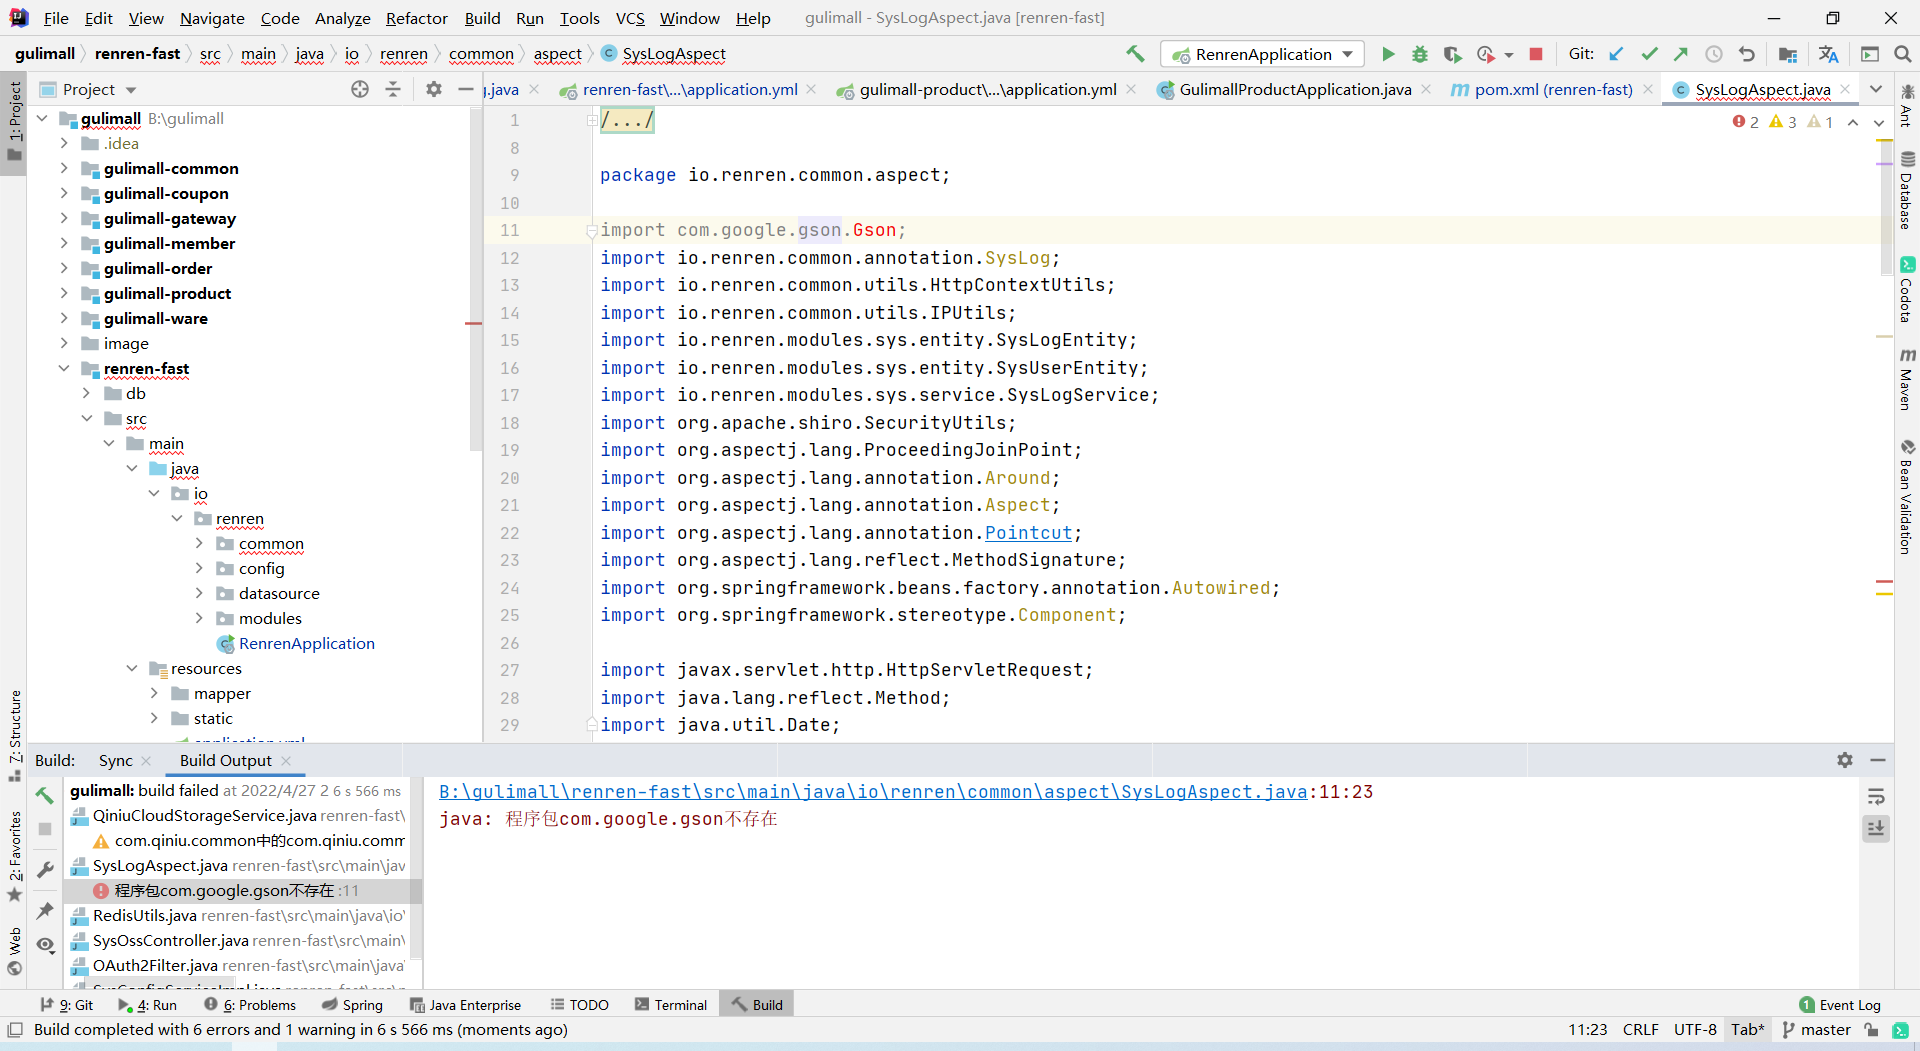 File Edit View Navigate Code Analyze Refactor Build Run Tools VCS Window Help gulimall - SysLogAspect.java [renren-fast]
gulimall renren-fast src main java io renren common aspect SysLogAspect RenrenApplication Git:
Project
g.java renren-fast\...\application.yml gulimall-product\...\application.yml GulimallProductApplication.java pom.xml (renren-fast) SysLogAspect.java
1: Project
7: Structure
2: Favorites
Web
gulimall B:\gulimall
.idea
gulimall-common
gulimall-coupon
gulimall-gateway
gulimall-member
gulimall-order
gulimall-product
gulimall-ware
image
renren-fast
db
src
main
java
io
renren
common
config
datasource
modules
RenrenApplication
resources
mapper
static
application.yml
2 3 1
1 /.../
8
9 package io.renren.common.aspect;
10
11 import com.google.gson.Gson;
12 import io.renren.common.annotation.SysLog;
13 import io.renren.common.utils.HttpContextUtils;
14 import io.renren.common.utils.IPUtils;
15 import io.renren.modules.sys.entity.SysLogEntity;
16 import io.renren.modules.sys.entity.SysUserEntity;
17 import io.renren.modules.sys.service.SysLogService;
18 import org.apache.shiro.SecurityUtils;
19 import org.aspectj.lang.ProceedingJoinPoint;
20 import org.aspectj.lang.annotation.Around;
21 import org.aspectj.lang.annotation.Aspect;
22 import org.aspectj.lang.annotation.Pointcut;
23 import org.aspectj.lang.reflect.MethodSignature;
24 import org.springframework.beans.factory.annotation.Autowired;
25 import org.springframework.stereotype.Component;
26
27 import javax.servlet.http.HttpServletRequest;
28 import java.lang.reflect.Method;
29 import java.util.Date;
Ant
Database
Codota
Maven
Bean Validation
Build: Sync Build Output
gulimall: build failed at 2022/4/27 2 6 s 566 ms
QiniuCloudStorageService.java renren-fast\
com.qiniu.common中的com.qiniu.comm
SysLogAspect.java renren-fast\src\main\jav
程序包com.google.gson不存在 :11
RedisUtils.java renren-fast\src\main\java\io\
SysOssController.java renren-fast\src\main\
OAuth2Filter.java renren-fast\src\main\java\
SysConfigServiceImpl.java renren-fast\src\
B:\gulimall\renren-fast\src\main\java\io\renren\common\aspect\SysLogAspect.java:11:23
java: 程序包com.google.gson不存在
9: Git 4: Run 6: Problems Spring Java Enterprise TODO Terminal Build 1 Event Log
Build completed with 6 errors and 1 warning in 6 s 566 ms (moments ago) 11:23 CRLF UTF-8 Tab* master